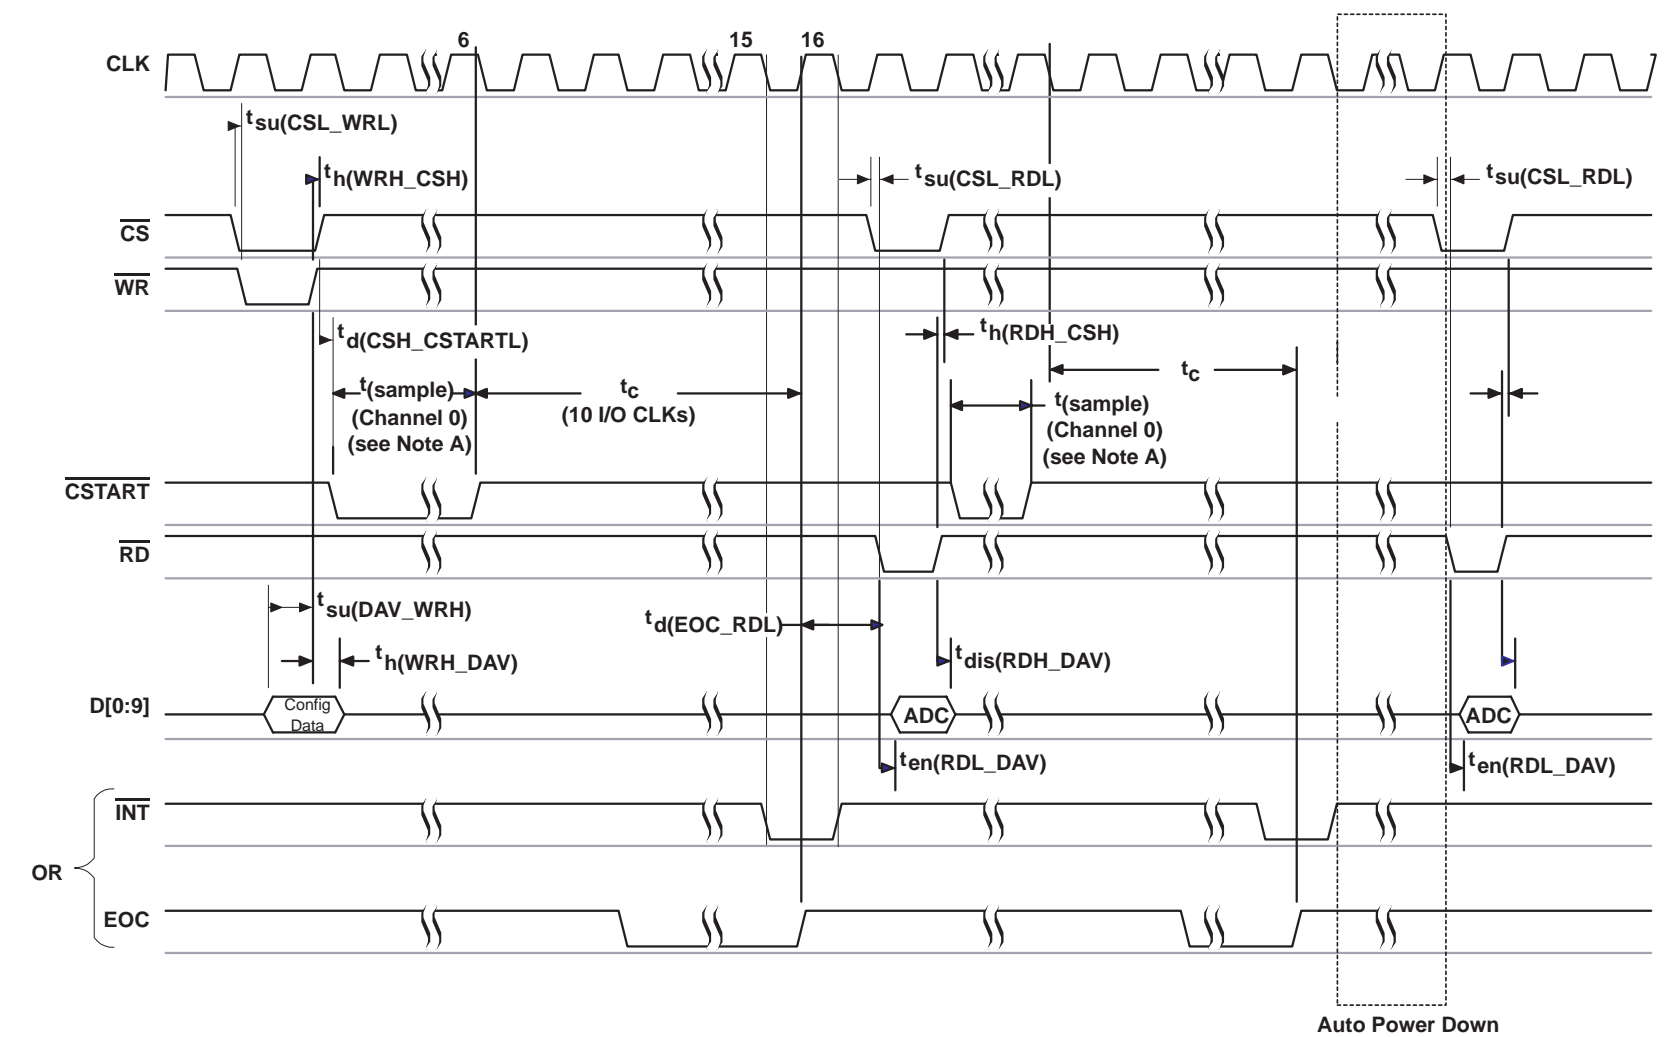 6
15
16
CLK
tsu(CSL_WRL)
th(WRH_CSH)
tsu(CSL_RDL)
tsu(CSL_RDL)
CS
WR
td(CSH_CSTARTL)
th(RDH_CSH)
t(sample)
(Channel 0)
(see Note A)
tc
(10 I/O CLKs)
tc
t(sample)
(Channel 0)
(see Note A)
CSTART
RD
tsu(DAV_WRH)
td(EOC_RDL)
th(WRH_DAV)
tdis(RDH_DAV)
D[0:9]
Config
Data
ADC
ADC
ten(RDL_DAV)
ten(RDL_DAV)
INT
OR
EOC
Auto Power Down